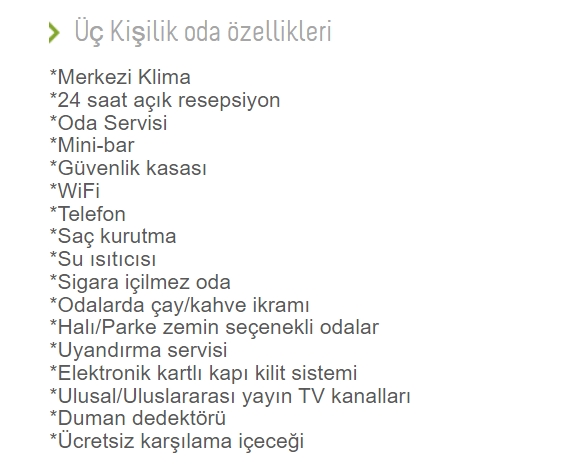 Üç Kişilik oda özellikleri
*Merkezi Klima
*24 saat açık resepsiyon
*Oda Servisi
*Mini-bar
*Güvenlik kasası
*WiFi
*Telefon
*Saç kurutma
*Su ısıtıcısı
*Sigara içilmez oda
*Odalarda çay/kahve ikramı
*Halı/Parke zemin seçenekli odalar
*Uyandırma servisi
*Elektronik kartlı kapı kilit sistemi
*Ulusal/Uluslararası yayın TV kanalları
*Duman dedektörü
*Ücretsiz karşılama içeceği